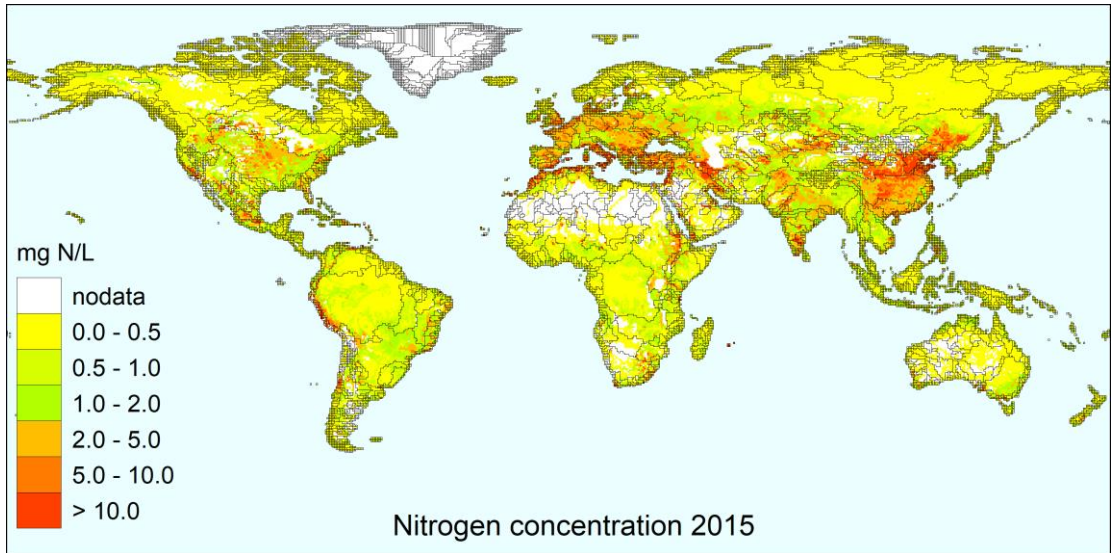 mg N/L
nodata
0.0 - 0.5
0.5 - 1.0
1.0 - 2.0
2.0 - 5.0
5.0 - 10.0
> 10.0
Nitrogen concentration 2015